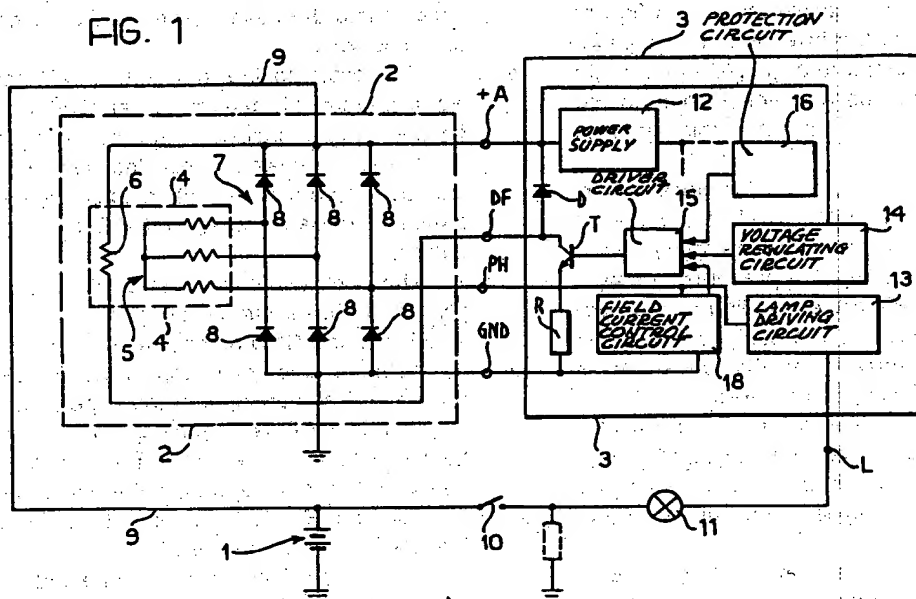 FIG. 1
3 PROTECTION
CIRCUIT
9
2
+A
12
16
POWER
SUPPLY
DRIVER
CIRCUIT
7
6
4
8
8
8
DF
D
T
15
14
VOLTAGE
REGULATING
CIRCUIT
PH
5
4
8
8
8
GND
R
FIELD
CURRENT
CONTROL
CIRCUIT
18
LAMP
DRIVING
CIRCUIT
13
2
3
L
9
10
11
1